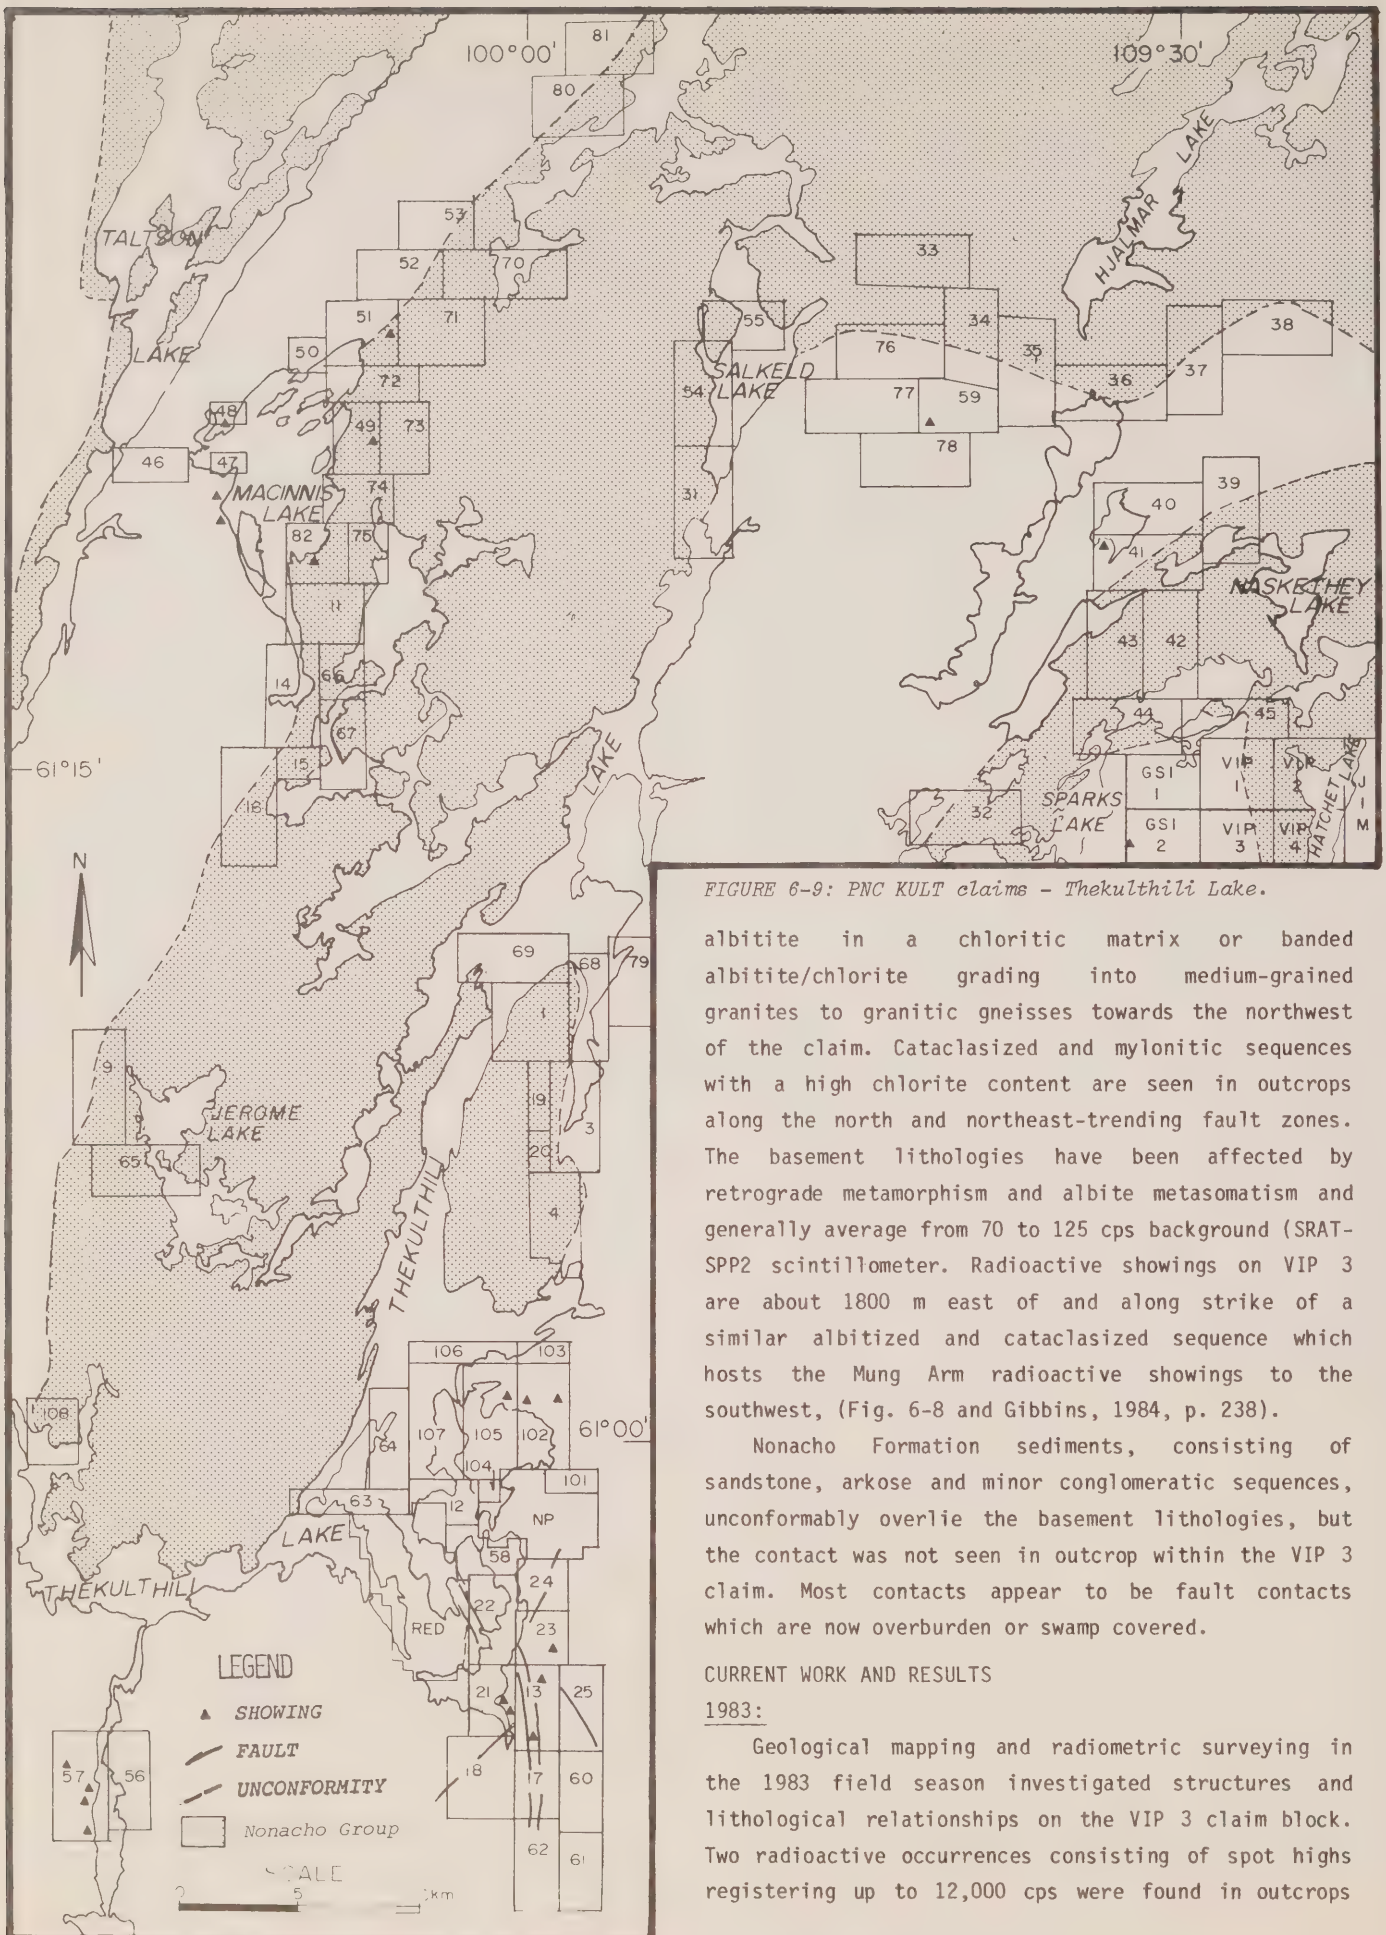 100°00'
109°30'
81
80
HJALMAR LAKE
53
TALTSON
LAKE
52
70
33
51
71
55
34
38
50
76
35
37
72
SALKELD
LAKE
36
54
77
59
48
49
73
78
46
47
MACINNIS
LAKE
74
31
40
39
82
75
41
NASKETHEY
LAKE
11
43
42
14
66
67
44
45
61°15'
15
16
LAKE
GSI
1
VIP
1
VIP
2
HATCHET LAKE
J
I
M
32
SPARKS
LAKE
GSI
2
VIP
3
VIP
4
N
69
68
79
1
9
JEROME
LAKE
19
3
20
65
4
THEKULTHILI
106
103
108
64
107
105
102
61°00'
104
101
63
12
NP
LAKE
58
24
THEKULTHILI
22
RED
23
21
13
25
57
56
18
17
60
62
61
LEGEND
SHOWING
FAULT
UNCONFORMITY
Nonacho Group
SCALE
0 5 km
FIGURE 6-9: PNC KULT claims - Thekulthili Lake.
albitite in a chloritic matrix or banded
albitite/chlorite grading into medium-grained
granites to granitic gneisses towards the northwest
of the claim. Cataclasized and mylonitic sequences
with a high chlorite content are seen in outcrops
along the north and northeast-trending fault zones.
The basement lithologies have been affected by
retrograde metamorphism and albite metasomatism and
generally average from 70 to 125 cps background (SRAT-
SPP2 scintillometer. Radioactive showings on VIP 3
are about 1800 m east of and along strike of a
similar albitized and cataclasized sequence which
hosts the Mung Arm radioactive showings to the
southwest, (Fig. 6-8 and Gibbins, 1984, p. 238).
Nonacho Formation sediments, consisting of
sandstone, arkose and minor conglomeratic sequences,
unconformably overlie the basement lithologies, but
the contact was not seen in outcrop within the VIP 3
claim. Most contacts appear to be fault contacts
which are now overburden or swamp covered.
CURRENT WORK AND RESULTS
1983:
Geological mapping and radiometric surveying in
the 1983 field season investigated structures and
lithological relationships on the VIP 3 claim block.
Two radioactive occurrences consisting of spot highs
registering up to 12,000 cps were found in outcrops